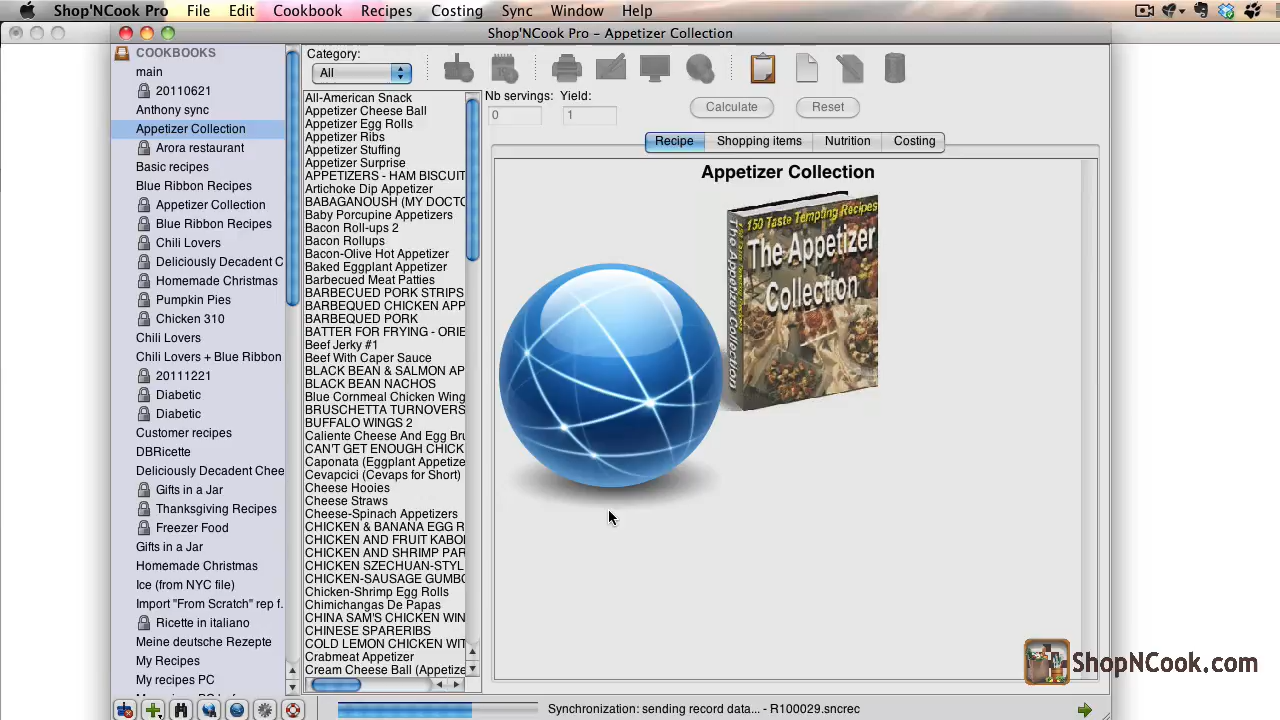 Shop'NCook Pro File Edit Cookbook Recipes Costing Sync Window Help
Shop'NCook Pro – Appetizer Collection
COOKBOOKS
main
20110621
Anthony sync
Appetizer Collection
Arora restaurant
Basic recipes
Blue Ribbon Recipes
Appetizer Collection
Blue Ribbon Recipes
Chili Lovers
Deliciously Decadent C
Homemade Christmas
Pumpkin Pies
Chicken 310
Chili Lovers
Chili Lovers + Blue Ribbon
20111221
Diabetic
Diabetic
Customer recipes
DBRicette
Deliciously Decadent Chee
Gifts in a Jar
Thanksgiving Recipes
Freezer Food
Gifts in a Jar
Homemade Christmas
Ice (from NYC file)
Import "From Scratch" rep f.
Ricette in italiano
Meine deutsche Rezepte
My Recipes
My recipes PC
Category:
All
All-American Snack
Appetizer Cheese Ball
Appetizer Egg Rolls
Appetizer Ribs
Appetizer Stuffing
Appetizer Surprise
APPETIZERS - HAM BISCUIT
Artichoke Dip Appetizer
BABAGANOUSH (MY DOCTO
Baby Porcupine Appetizers
Bacon Roll-ups 2
Bacon Rollups
Bacon-Olive Hot Appetizer
Baked Eggplant Appetizer
Barbecued Meat Patties
BARBECUED PORK STRIPS
BARBEQUED CHICKEN APP
BARBEQUED PORK
BATTER FOR FRYING - ORIE
Beef Jerky #1
Beef With Caper Sauce
BLACK BEAN & SALMON AP
BLACK BEAN NACHOS
Blue Cornmeal Chicken Wing
BRUSCHETTA TURNOVERS
BUFFALO WINGS 2
Caliente Cheese And Egg Bru
CAN'T GET ENOUGH CHICK
Caponata (Eggplant Appetize
Cevapcici (Cevaps for Short)
Cheese Hooies
Cheese Straws
Cheese-Spinach Appetizers
CHICKEN & BANANA EGG R
CHICKEN AND FRUIT KABO
CHICKEN AND SHRIMP PAR
CHICKEN SZECHUAN-STYL
CHICKEN-SAUSAGE GUMBO
Chicken-Shrimp Egg Rolls
Chimichangas De Papas
CHINA SAM'S CHICKEN WIN
CHINESE SPARERIBS
COLD LEMON CHICKEN WIT
Crabmeat Appetizer
Cream Cheese Ball (Appetize
Nb servings: Yield:
0 1
Calculate Reset
Recipe Shopping items Nutrition Costing
Appetizer Collection
150 Taste Tempting Recipes
The Appetizer
Collection
The Appetizer Collection
ShopNCook.com
Synchronization: sending record data... - R100029.sncrec